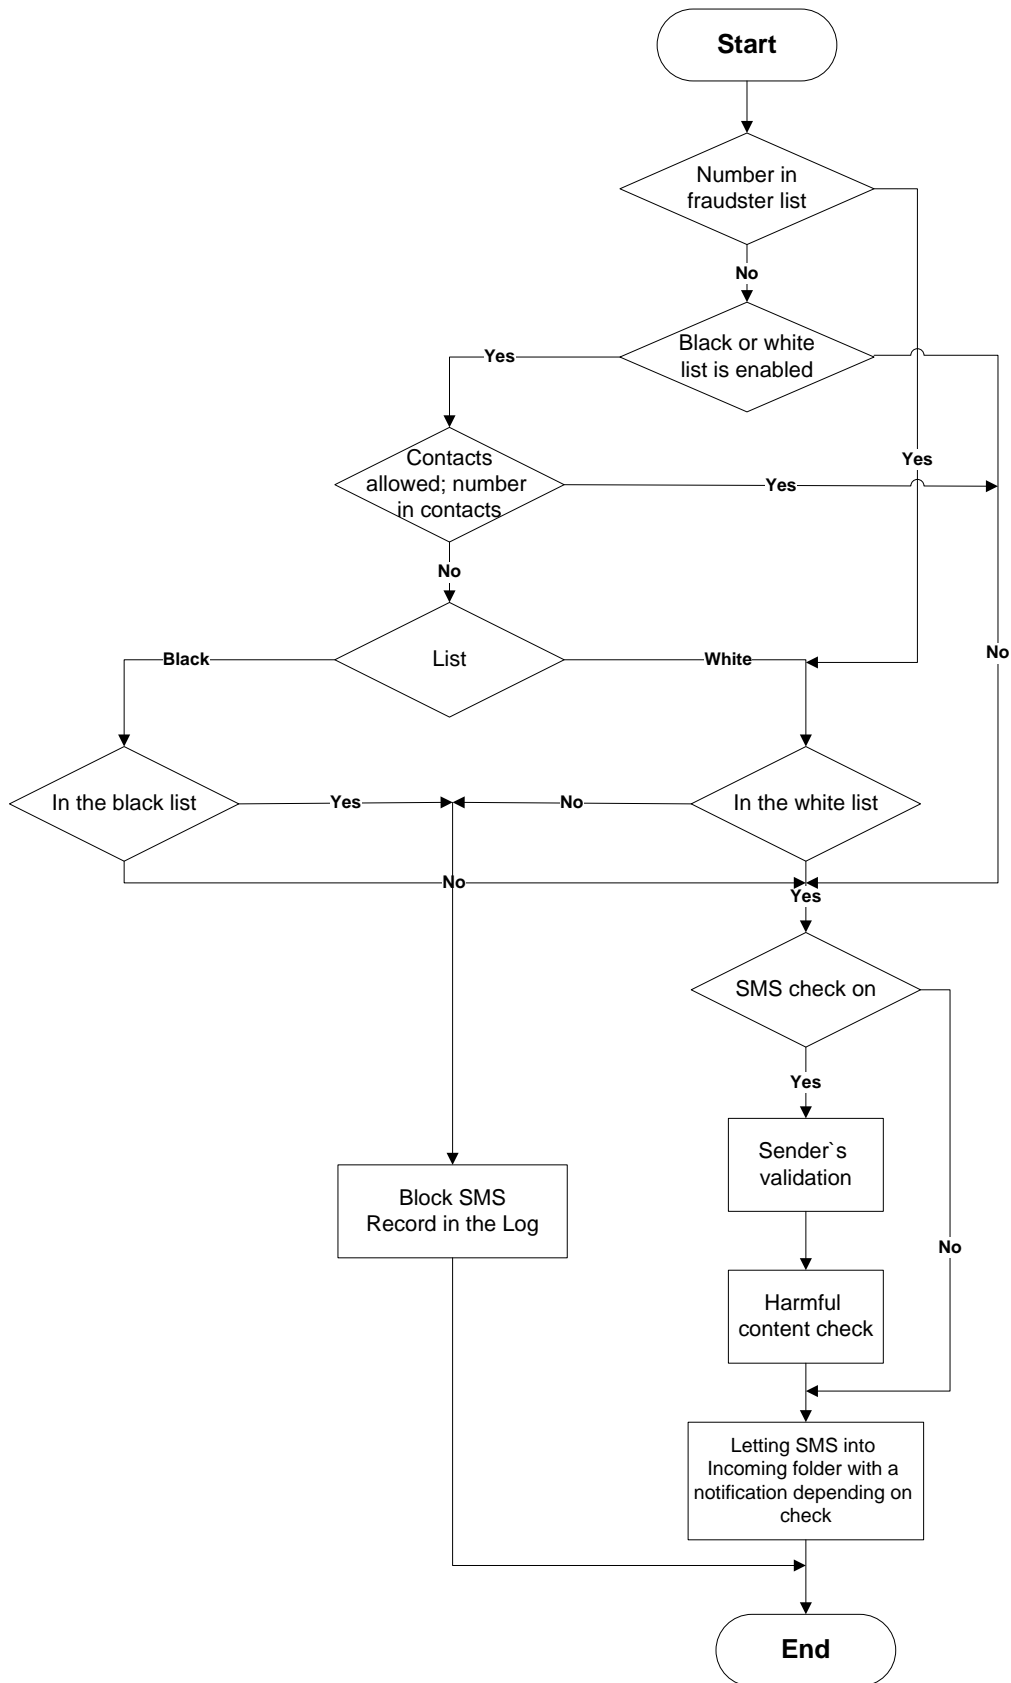 Start
Number in
fraudster list
No
Black or white
list is enabled
Yes
Yes
Contacts
allowed; number
in contacts
Yes
No
No
List
Black
White
In the black list
Yes
No
In the white list
No
Yes
SMS check on
Yes
Sender`s
validation
Block SMS
Record in the Log
No
Harmful
content check
Letting SMS into
Incoming folder with a
notification depending on
check
End